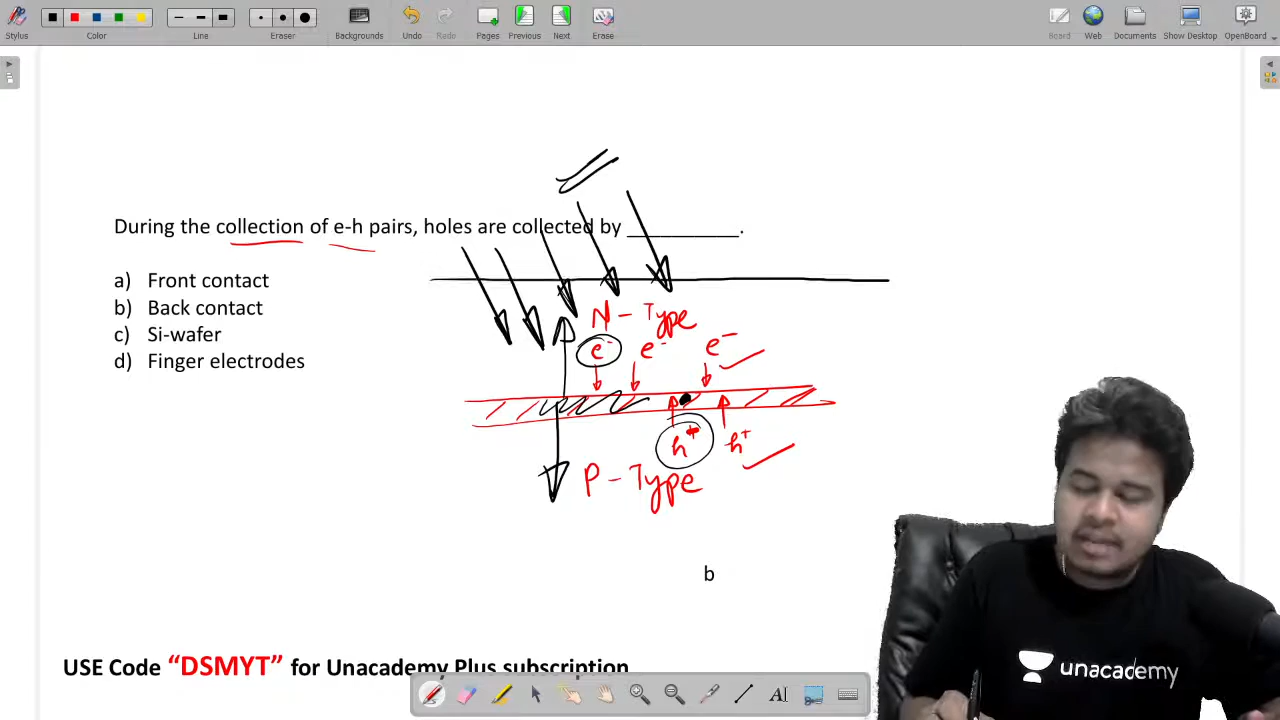 Stylus Color Line Eraser Backgrounds Undo Redo Pages Previous Next Erase Board Web Documents Show Desktop OpenBoard
During the collection of e-h pairs, holes are collected by __________.
a) Front contact
b) Back contact
c) Si-wafer
d) Finger electrodes
N - Type
e- e- e-
h+ h+
P - Type
b
USE Code “DSMYT” for Unacademy Plus subscription
unacademy